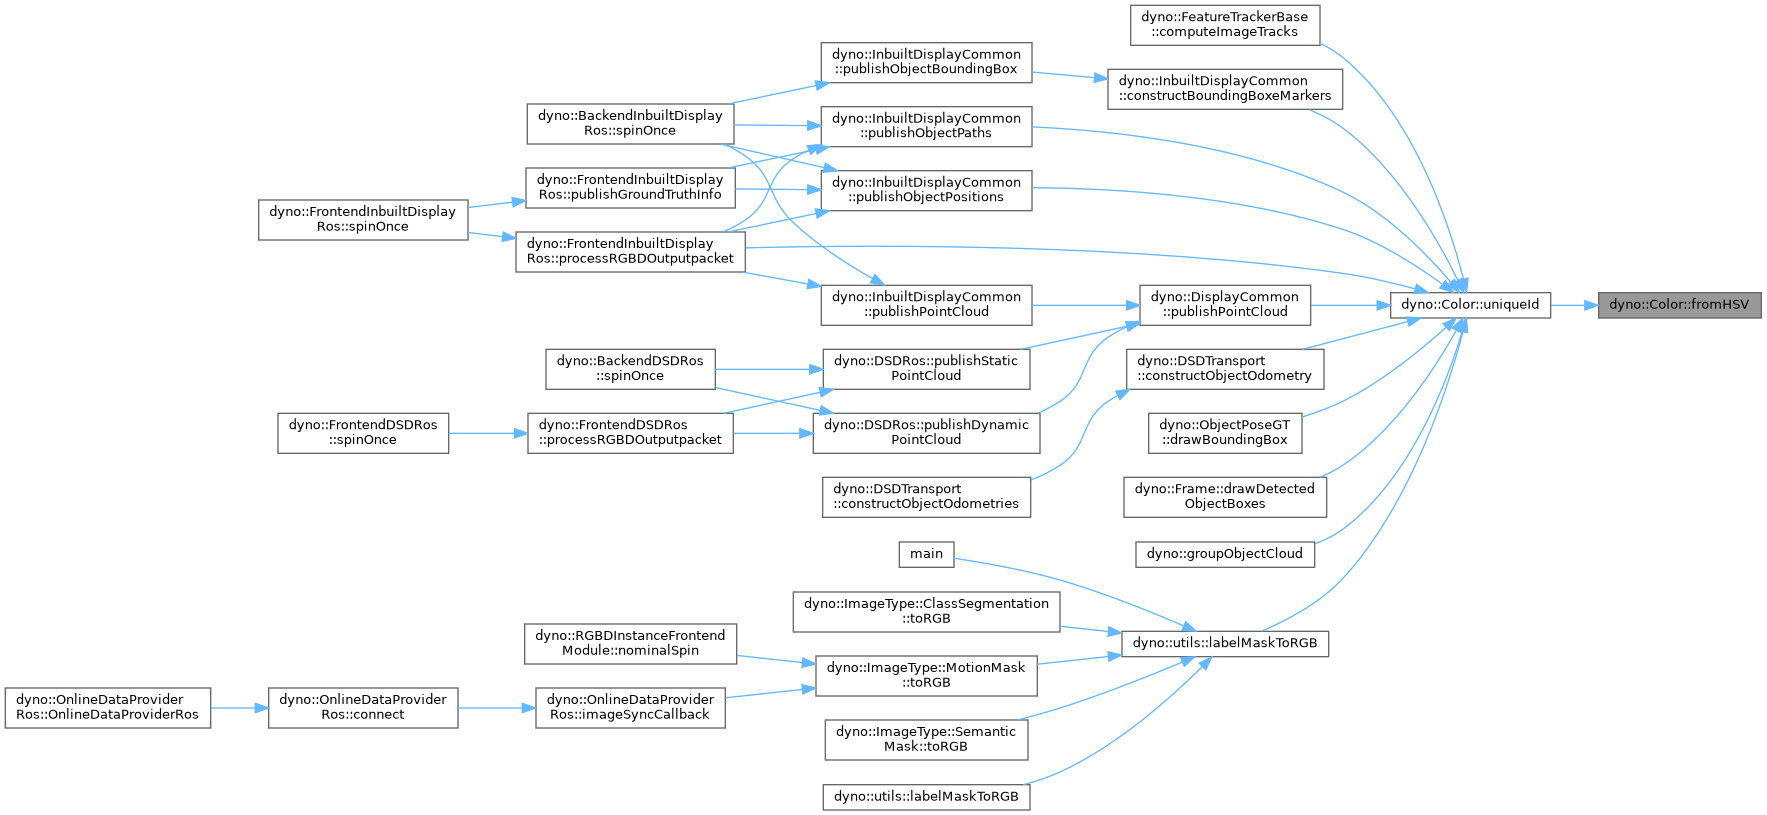 dyno::FeatureTrackerBase
::computeImageTracks
dyno::InbuiltDisplayCommon
::publishObjectBoundingBox
dyno::InbuiltDisplayCommon
::constructBoundingBoxeMarkers
dyno::BackendInbuiltDisplay
Ros::spinOnce
dyno::InbuiltDisplayCommon
::publishObjectPaths
dyno::FrontendInbuiltDisplay
Ros::publishGroundTruthInfo
dyno::InbuiltDisplayCommon
::publishObjectPositions
dyno::FrontendInbuiltDisplay
Ros::spinOnce
dyno::FrontendInbuiltDisplay
Ros::processRGBDOutputpacket
dyno::InbuiltDisplayCommon
::publishPointCloud
dyno::DisplayCommon
::publishPointCloud
dyno::Color::uniqueId
dyno::Color::fromHSV
dyno::BackendDSDRos
::spinOnce
dyno::DSDRos::publishStatic
PointCloud
dyno::DSDTransport
::constructObjectOdometry
dyno::FrontendDSDRos
::spinOnce
dyno::FrontendDSDRos
::processRGBDOutputpacket
dyno::DSDRos::publishDynamic
PointCloud
dyno::ObjectPoseGT
::drawBoundingBox
dyno::DSDTransport
::constructObjectOdometries
dyno::Frame::drawDetected
ObjectBoxes
main
dyno::groupObjectCloud
dyno::ImageType::ClassSegmentation
::toRGB
dyno::RGBDInstanceFrontend
Module::nominalSpin
dyno::utils::labelMaskToRGB
dyno::ImageType::MotionMask
::toRGB
dyno::OnlineDataProvider
Ros::OnlineDataProviderRos
dyno::OnlineDataProvider
Ros::connect
dyno::OnlineDataProvider
Ros::imageSyncCallback
dyno::ImageType::Semantic
Mask::toRGB
dyno::utils::labelMaskToRGB